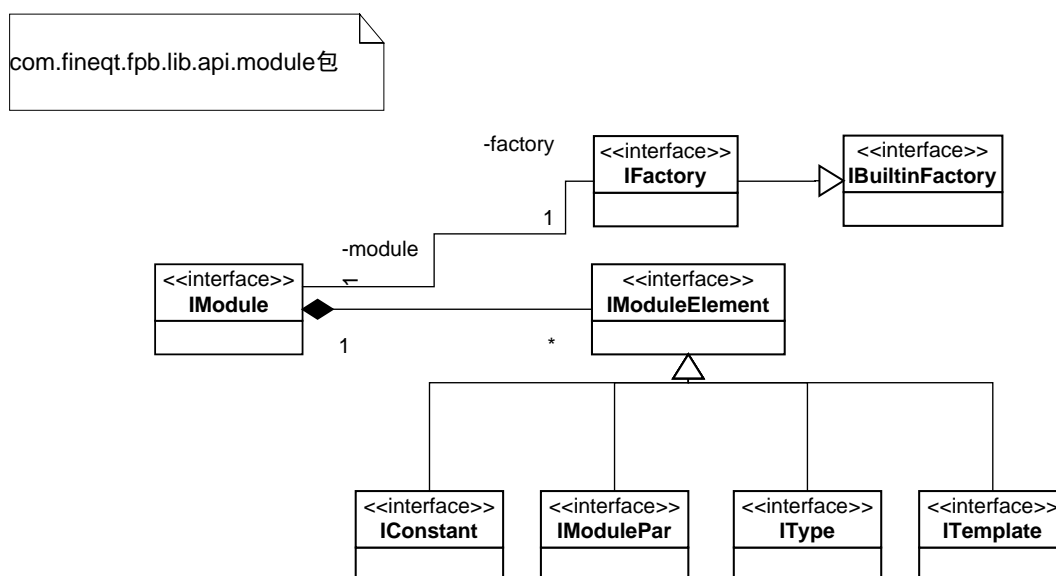 com.fineqt.fpb.lib.api.module包
-factory
<<interface>>
IFactory
<<interface>>
IBuiltinFactory
1
-module
1
<<interface>>
IModule
<<interface>>
IModuleElement
1
*
<<interface>>
IConstant
<<interface>>
IModulePar
<<interface>>
IType
<<interface>>
ITemplate